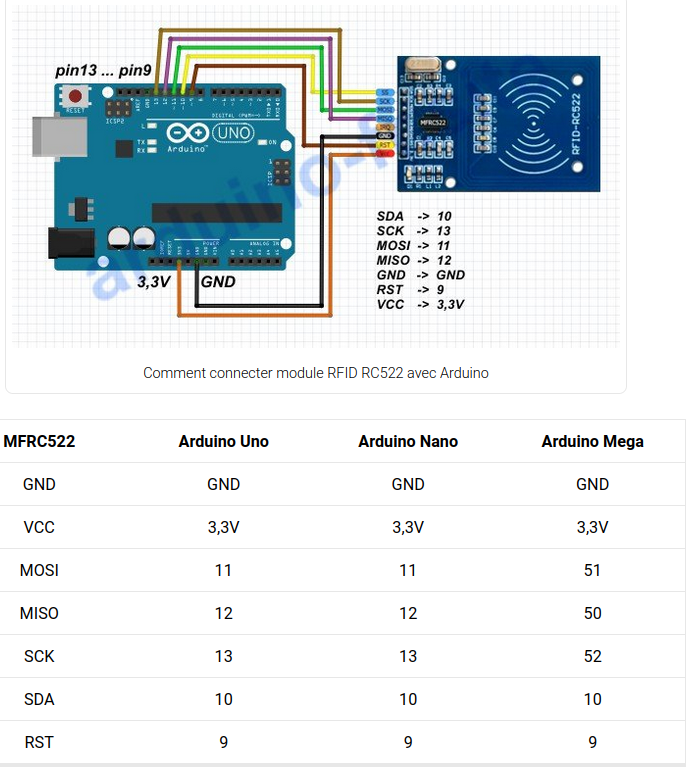 pin13 ... pin9
RESET
ICSP2
L
TX
RX
Arduino
UNO
ON
DIGITAL (PWM~)
ICSP
POWER
ANALOG IN
3,3V
GND
SS
SCK
MOSI
MISO
IRQ
GND
RST
MFRC522
RFID-RC522
SDA -> 10
SCK -> 13
MOSI -> 11
MISO -> 12
GND -> GND
RST -> 9
VCC -> 3,3V
Comment connecter module RFID RC522 avec Arduino
MFRC522 Arduino Uno Arduino Nano Arduino Mega
GND GND GND GND
VCC 3,3V 3,3V 3,3V
MOSI 11 11 51
MISO 12 12 50
SCK 13 13 52
SDA 10 10 10
RST 9 9 9